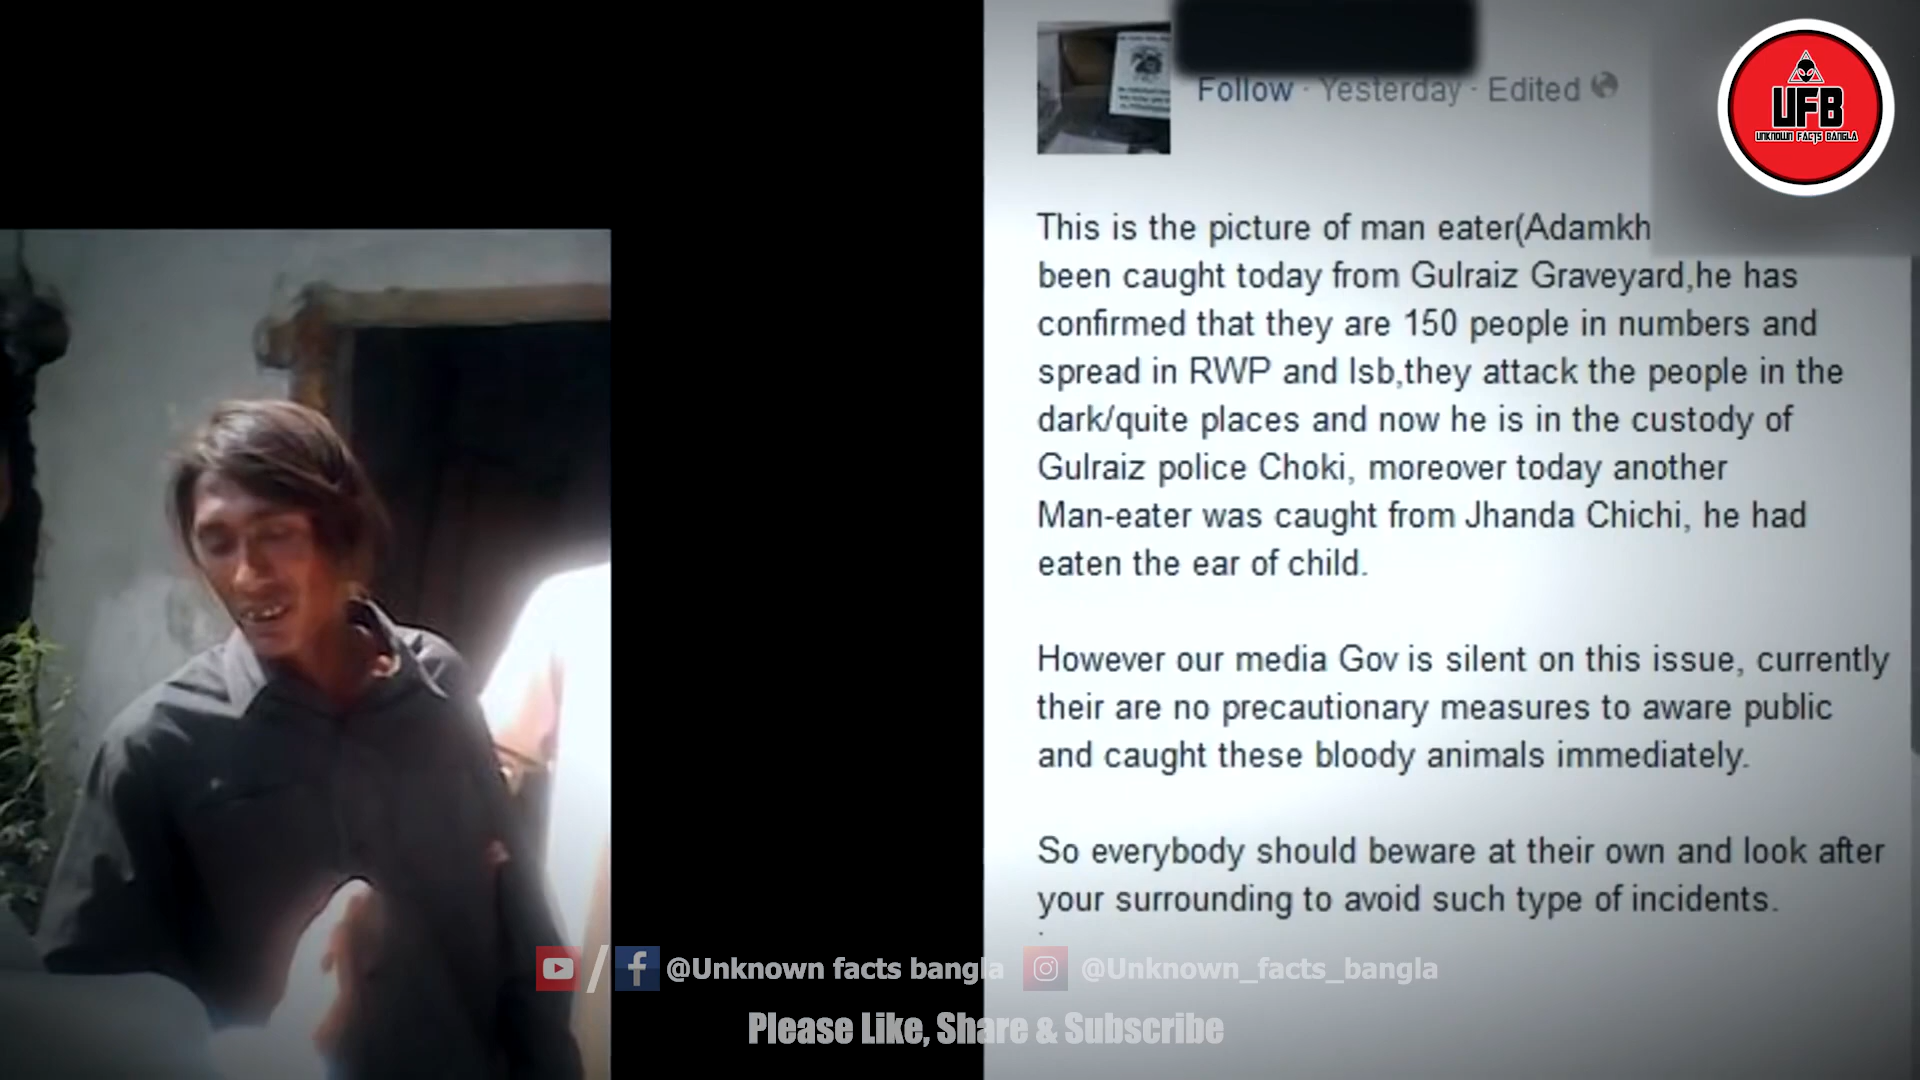 Follow · Yesterday · Edited
UFB
UNKNOWN FACTS BANGLA
This is the picture of man eater(Adamkh
been caught today from Gulraiz Graveyard,he has
confirmed that they are 150 people in numbers and
spread in RWP and Isb,they attack the people in the
dark/quite places and now he is in the custody of
Gulraiz police Choki, moreover today another
Man-eater was caught from Jhanda Chichi, he had
eaten the ear of child.
However our media Gov is silent on this issue, currently
their are no precautionary measures to aware public
and caught these bloody animals immediately.
So everybody should beware at their own and look after
your surrounding to avoid such type of incidents.
/ @Unknown facts bangla @Unknown_facts_bangla
Please Like, Share & Subscribe